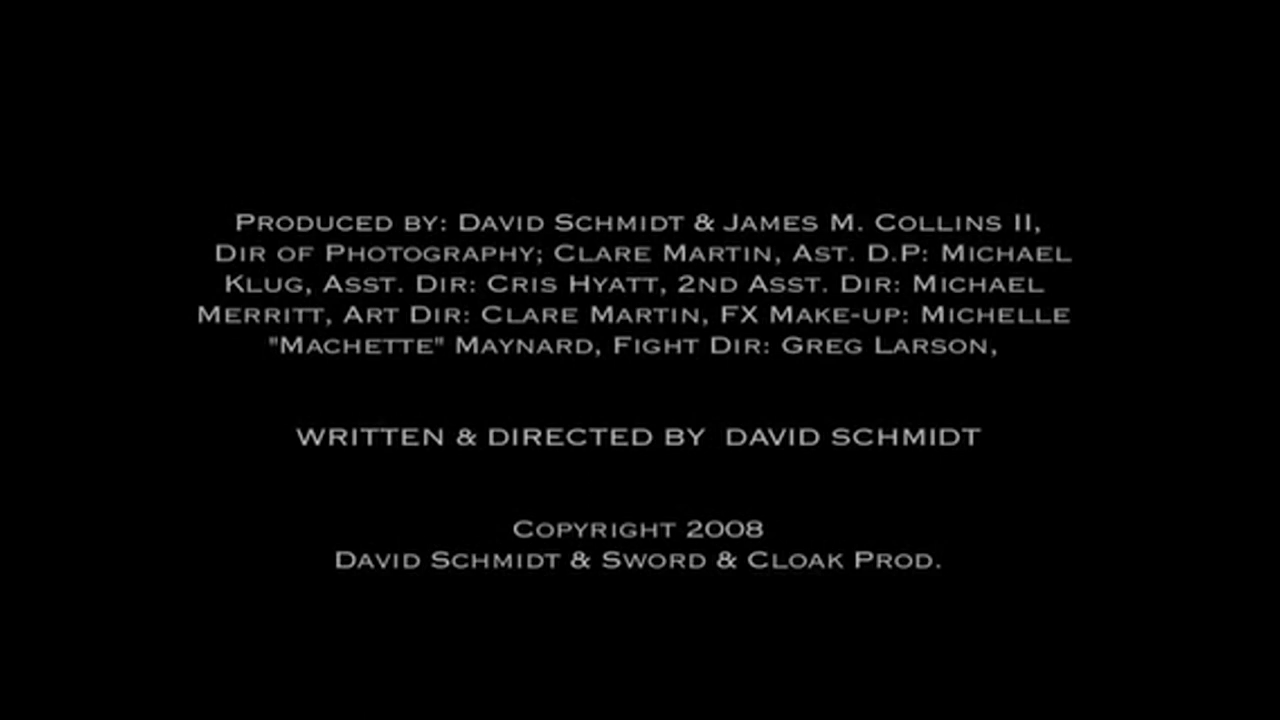 Produced by: David Schmidt & James M. Collins II,
Dir of Photography; Clare Martin, Ast. D.P: Michael
Klug, Asst. Dir: Cris Hyatt, 2nd Asst. Dir: Michael
Merritt, Art Dir: Clare Martin, FX Make-up: Michelle
"Machette" Maynard, Fight Dir: Greg Larson,
WRITTEN & DIRECTED BY  DAVID SCHMIDT
Copyright 2008
David Schmidt & Sword & Cloak Prod.